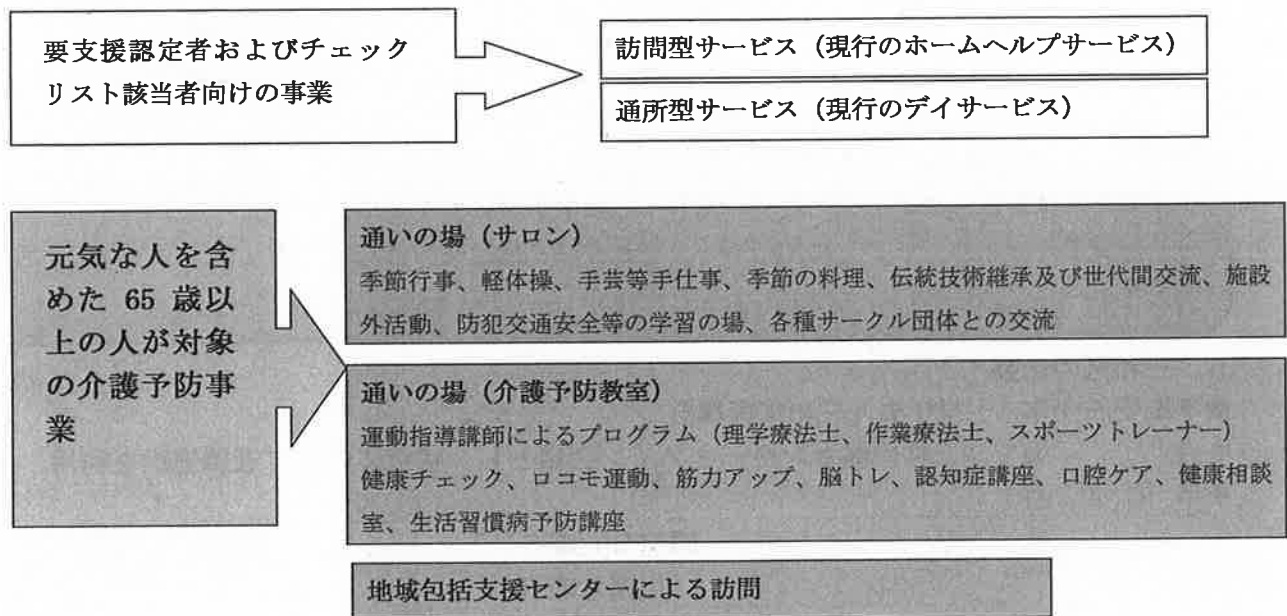 要支援認定者およびチェック
リスト該当者向けの事業
訪問型サービス（現行のホームヘルプサービス）
通所型サービス（現行のデイサービス）
元気な人を含
めた 65 歳以
上の人が対象
の介護予防事
業
通いの場（サロン）
季節行事、軽体操、手芸等手仕事、季節の料理、伝統技術継承及び世代間交流、施設
外活動、防犯交通安全等の学習の場、各種サークル団体との交流
通いの場（介護予防教室）
運動指導講師によるプログラム（理学療法士、作業療法士、スポーツトレーナー）
健康チェック、ロコモ運動、筋力アップ、脳トレ、認知症講座、口腔ケア、健康相談
室、生活習慣病予防講座
地域包括支援センターによる訪問